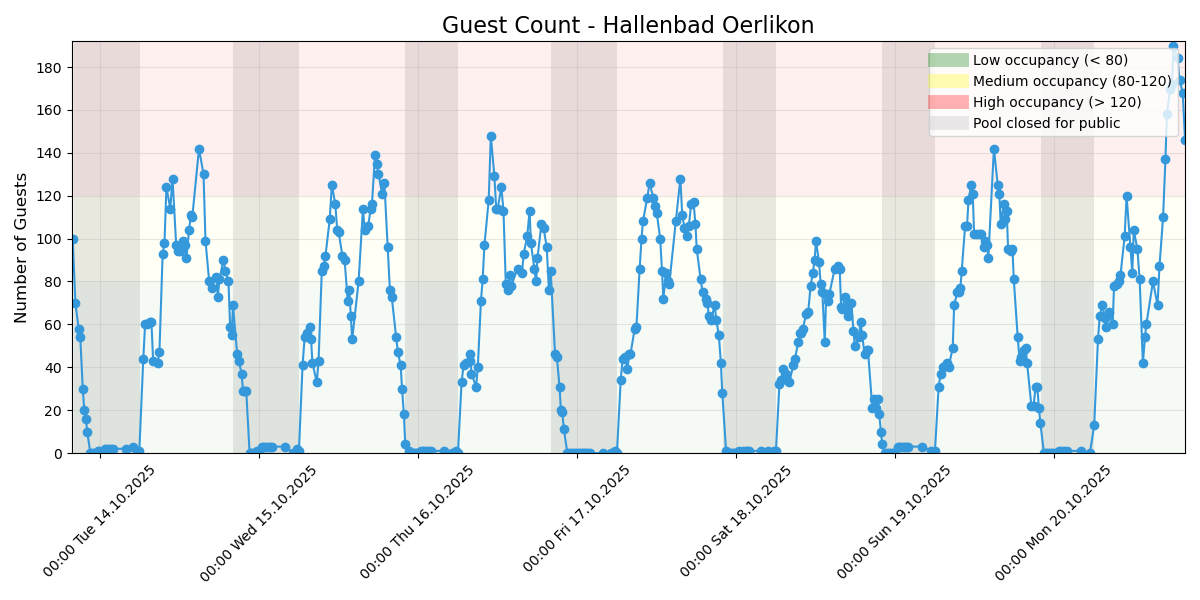 Guest Count - Hallenbad Oerlikon
Number of Guests
180
160
140
120
100
80
60
40
20
0
Low occupancy (< 80)
Medium occupancy (80-120)
High occupancy (> 120)
Pool closed for public
00:00 Tue 14.10.2025
00:00 Wed 15.10.2025
00:00 Thu 16.10.2025
00:00 Fri 17.10.2025
00:00 Sat 18.10.2025
00:00 Sun 19.10.2025
00:00 Mon 20.10.2025